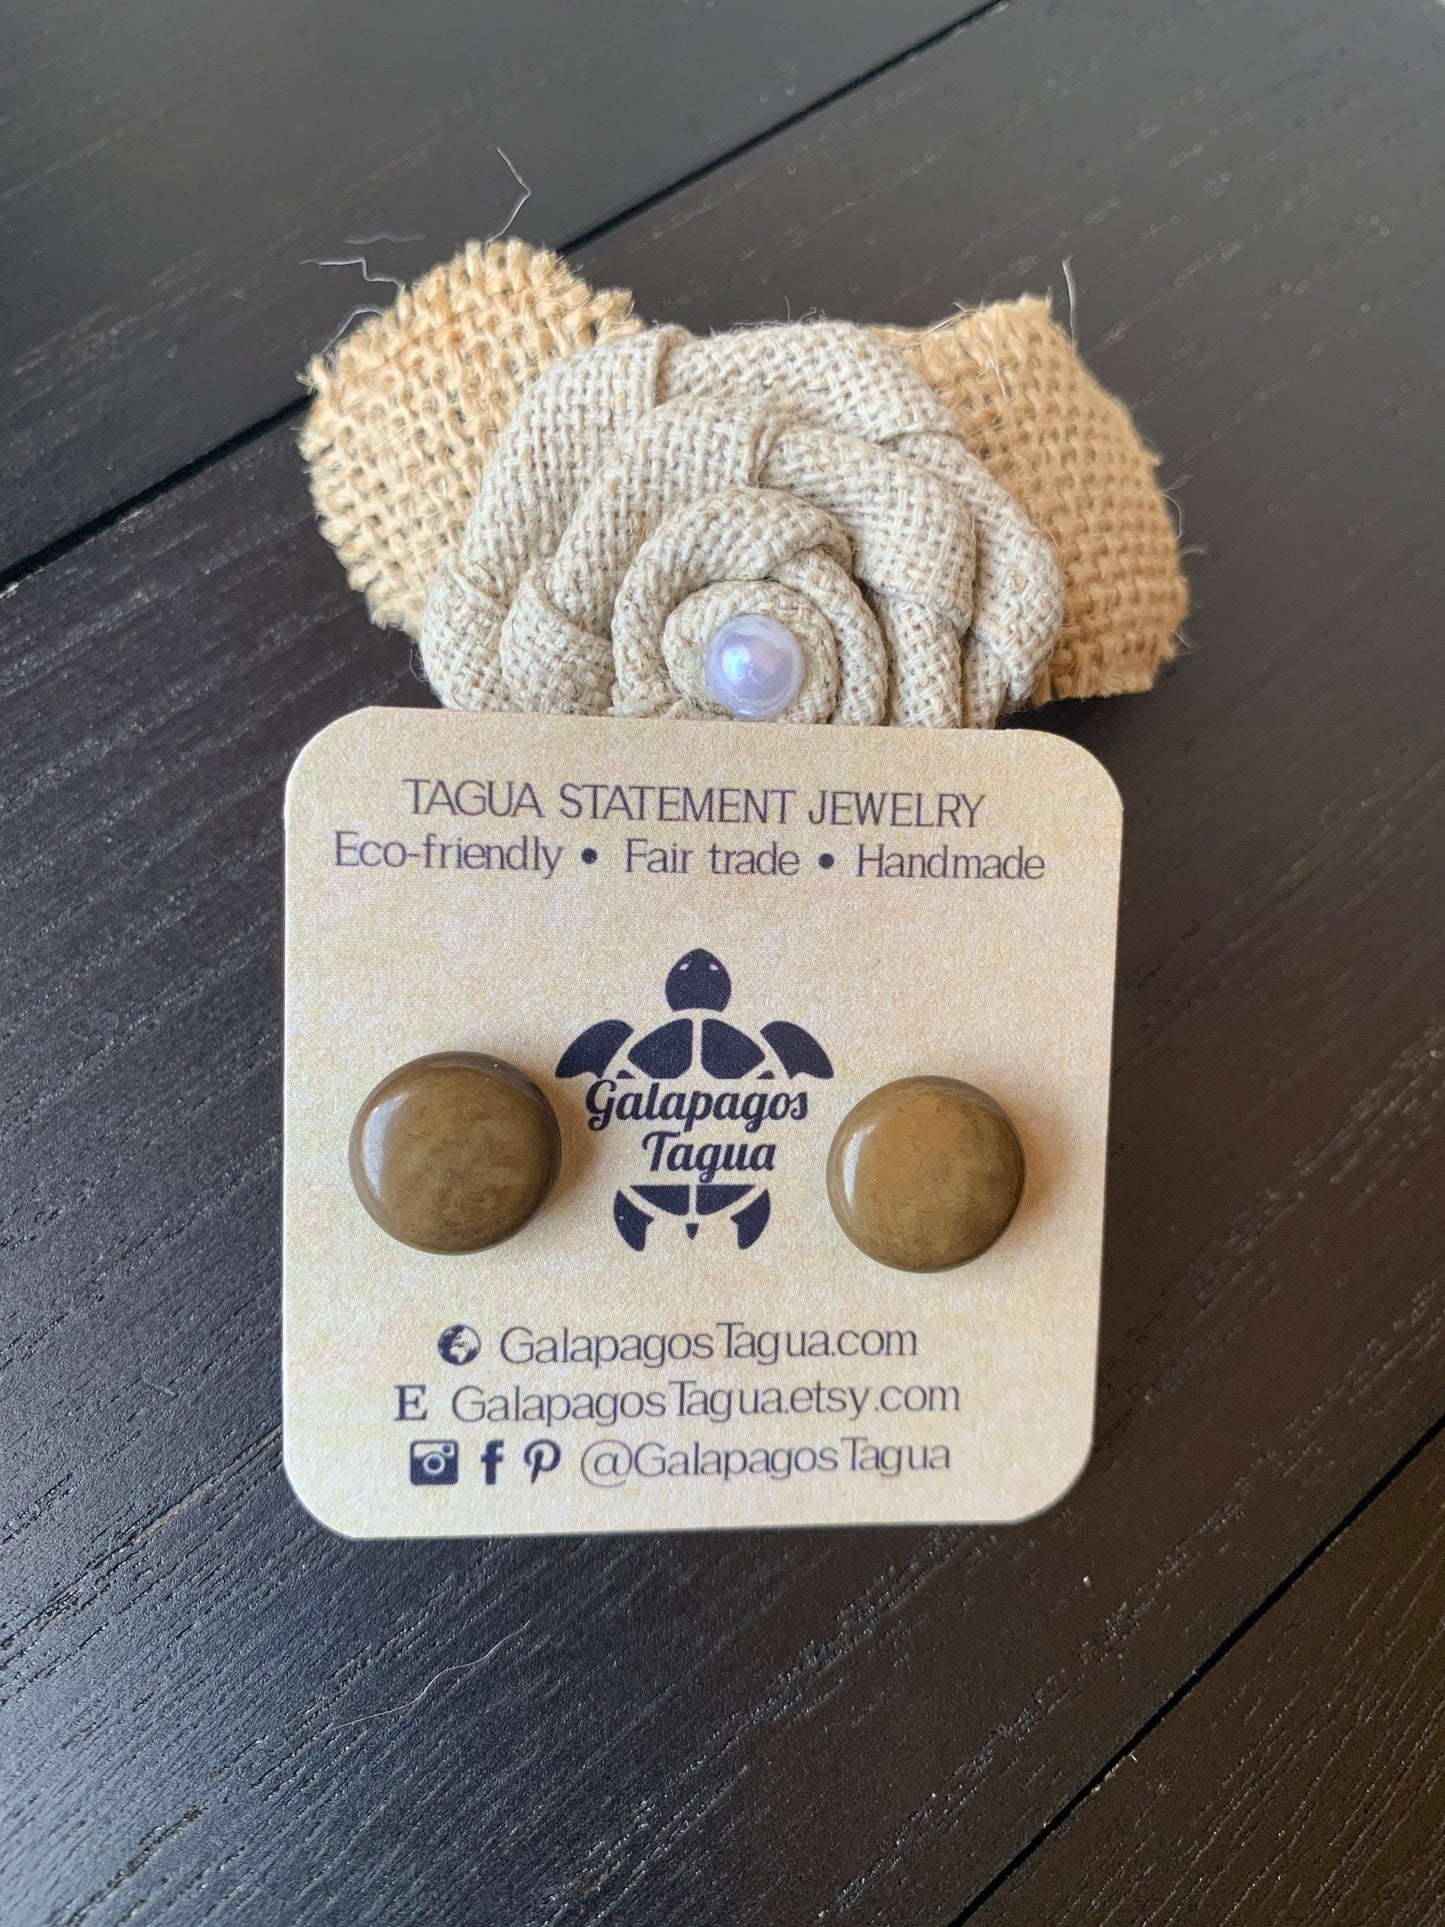 TAGUA STATEMENT JEWELRY
Eco-friendly • Fair trade • Handmade
Galapagos
Tagua
GalapagosTagua.com
E GalapagosTagua.etsy.com
f @GalapagosTagua